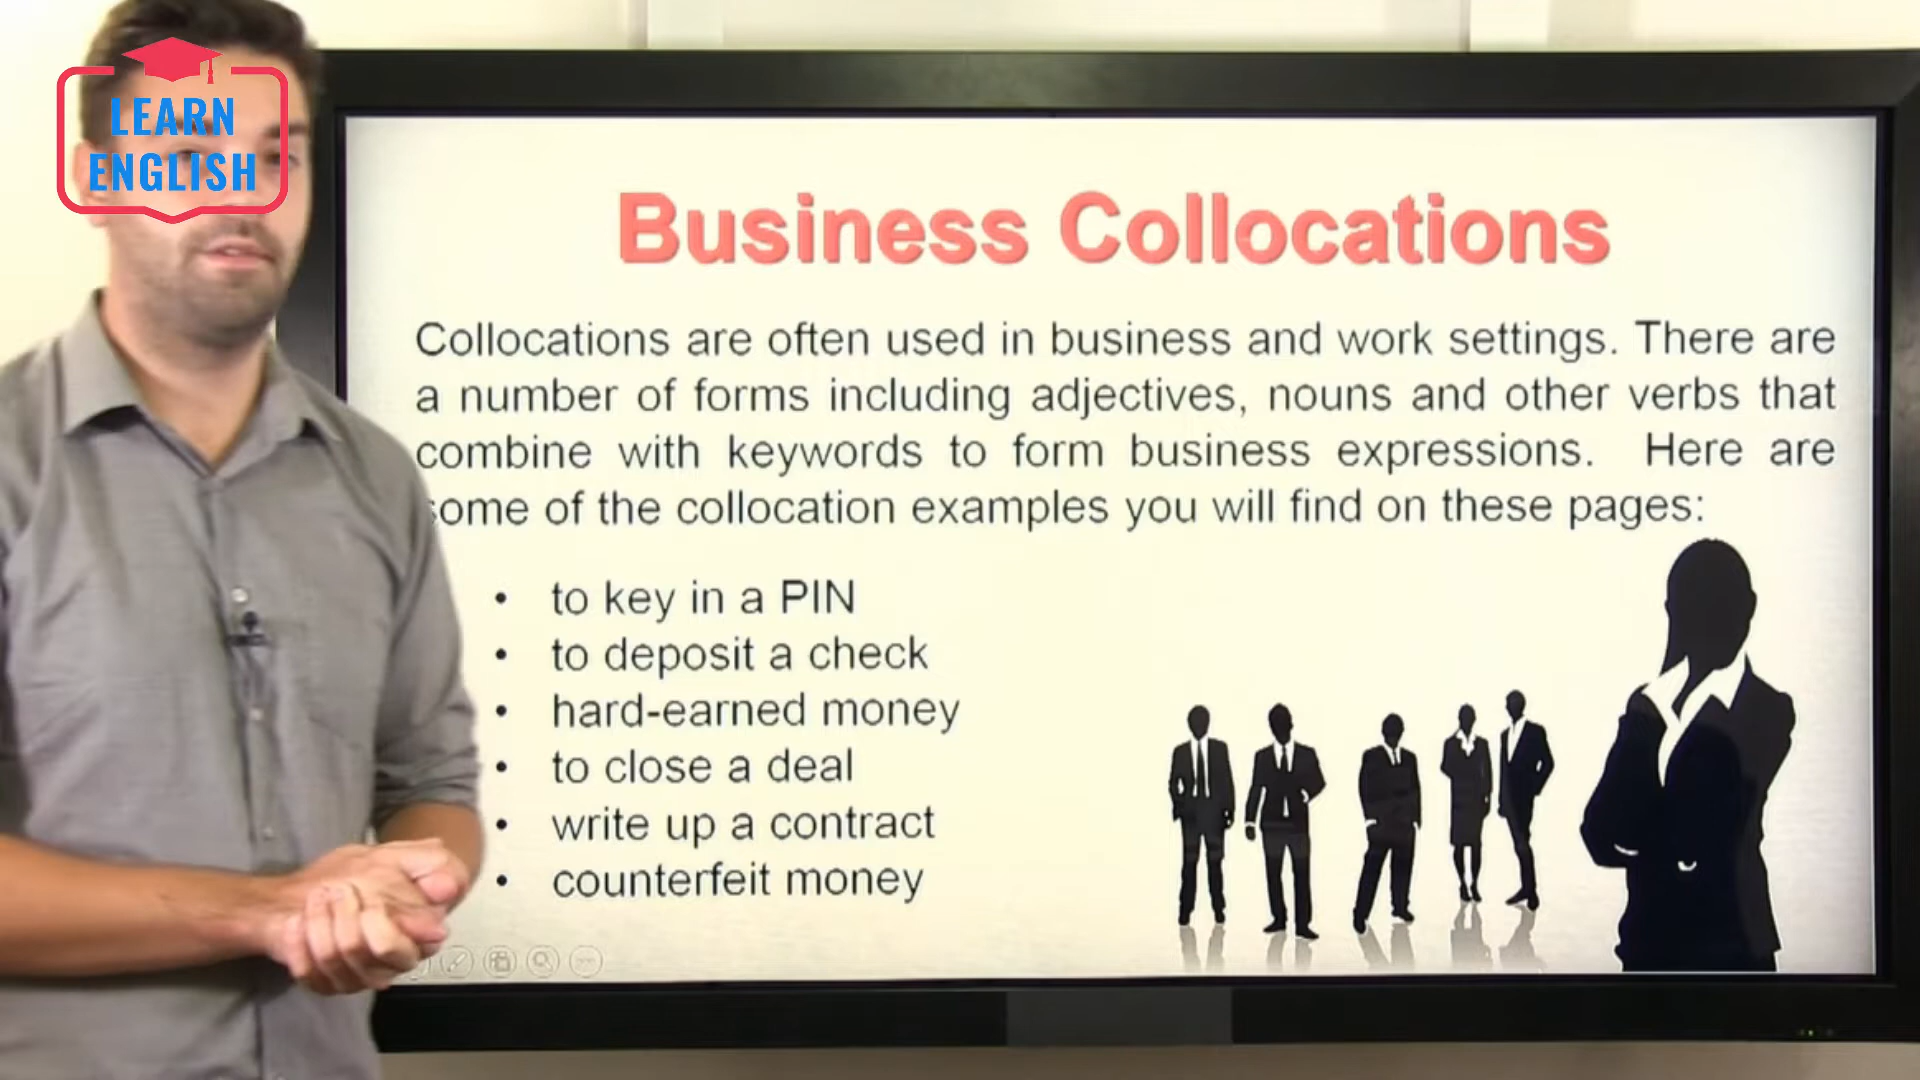 LEARN
ENGLISH
Business Collocations
Collocations are often used in business and work settings. There are
a number of forms including adjectives, nouns and other verbs that
combine with keywords to form business expressions. Here are
some of the collocation examples you will find on these pages:
• to key in a PIN
• to deposit a check
• hard-earned money
• to close a deal
• write up a contract
• counterfeit money